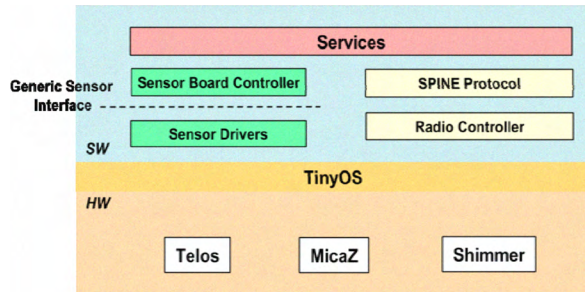 Services
Generic Sensor
Interface
Sensor Board Controller
SPINE Protocol
Sensor Drivers
Radio Controller
SW
TinyOS
HW
Telos
MicaZ
Shimmer